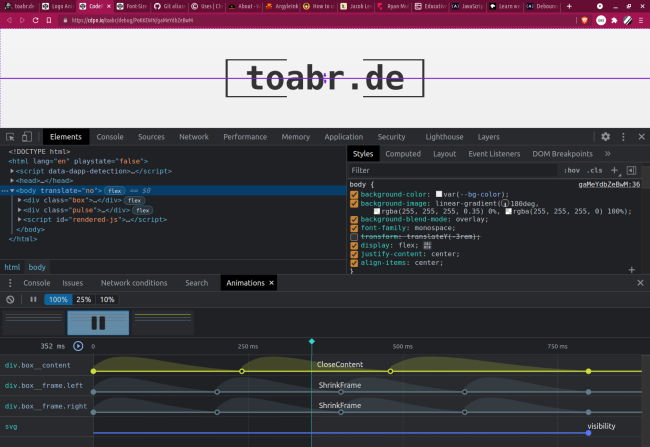 toabr.de
Logo Ani
CodeP
Font Size
Git alias
Uses | Ch
About - V
Angyleink
How to u
Jacob Le
Ryan M
Educativ
JavaScrip
Learn wa
Debounc
https://cdpn.io/toabr/debug/
toabr.de
Elements
Console
Sources
Network
Performance
Memory
Application
Security
Lighthouse
Layers
<!DOCTYPE html>
<html lang="en" playstate="false">
<script data-dapp-detection>…</script>
<head>…</head>
<body translate="no"> flex == $0
<div class="box">…</div> flex
<div class="pulse">…</div> flex
<script id="rendered-js">…</script>
</body>
</html>
html body
Styles Computed Layout Event Listeners DOM Breakpoints
Filter :hov .cls
body { gaMeYdbZeBwM:36
background-color: var(--bg-color);
background-image: linear-gradient(180deg,
rgba(255, 255, 255, 0.35) 0%, rgba(255, 255, 255, 0) 100%);
background-blend-mode: overlay;
font-family: monospace;
transform: translateY(-3rem);
display: flex;
justify-content: center;
align-items: center;
}
Console Issues Network conditions Search Animations ×
100% 25% 10%
352 ms 0 250 ms 500 ms 750 ms
div.box__content CloseContent
div.box__frame.left ShrinkFrame
div.box__frame.right ShrinkFrame
svg visibility